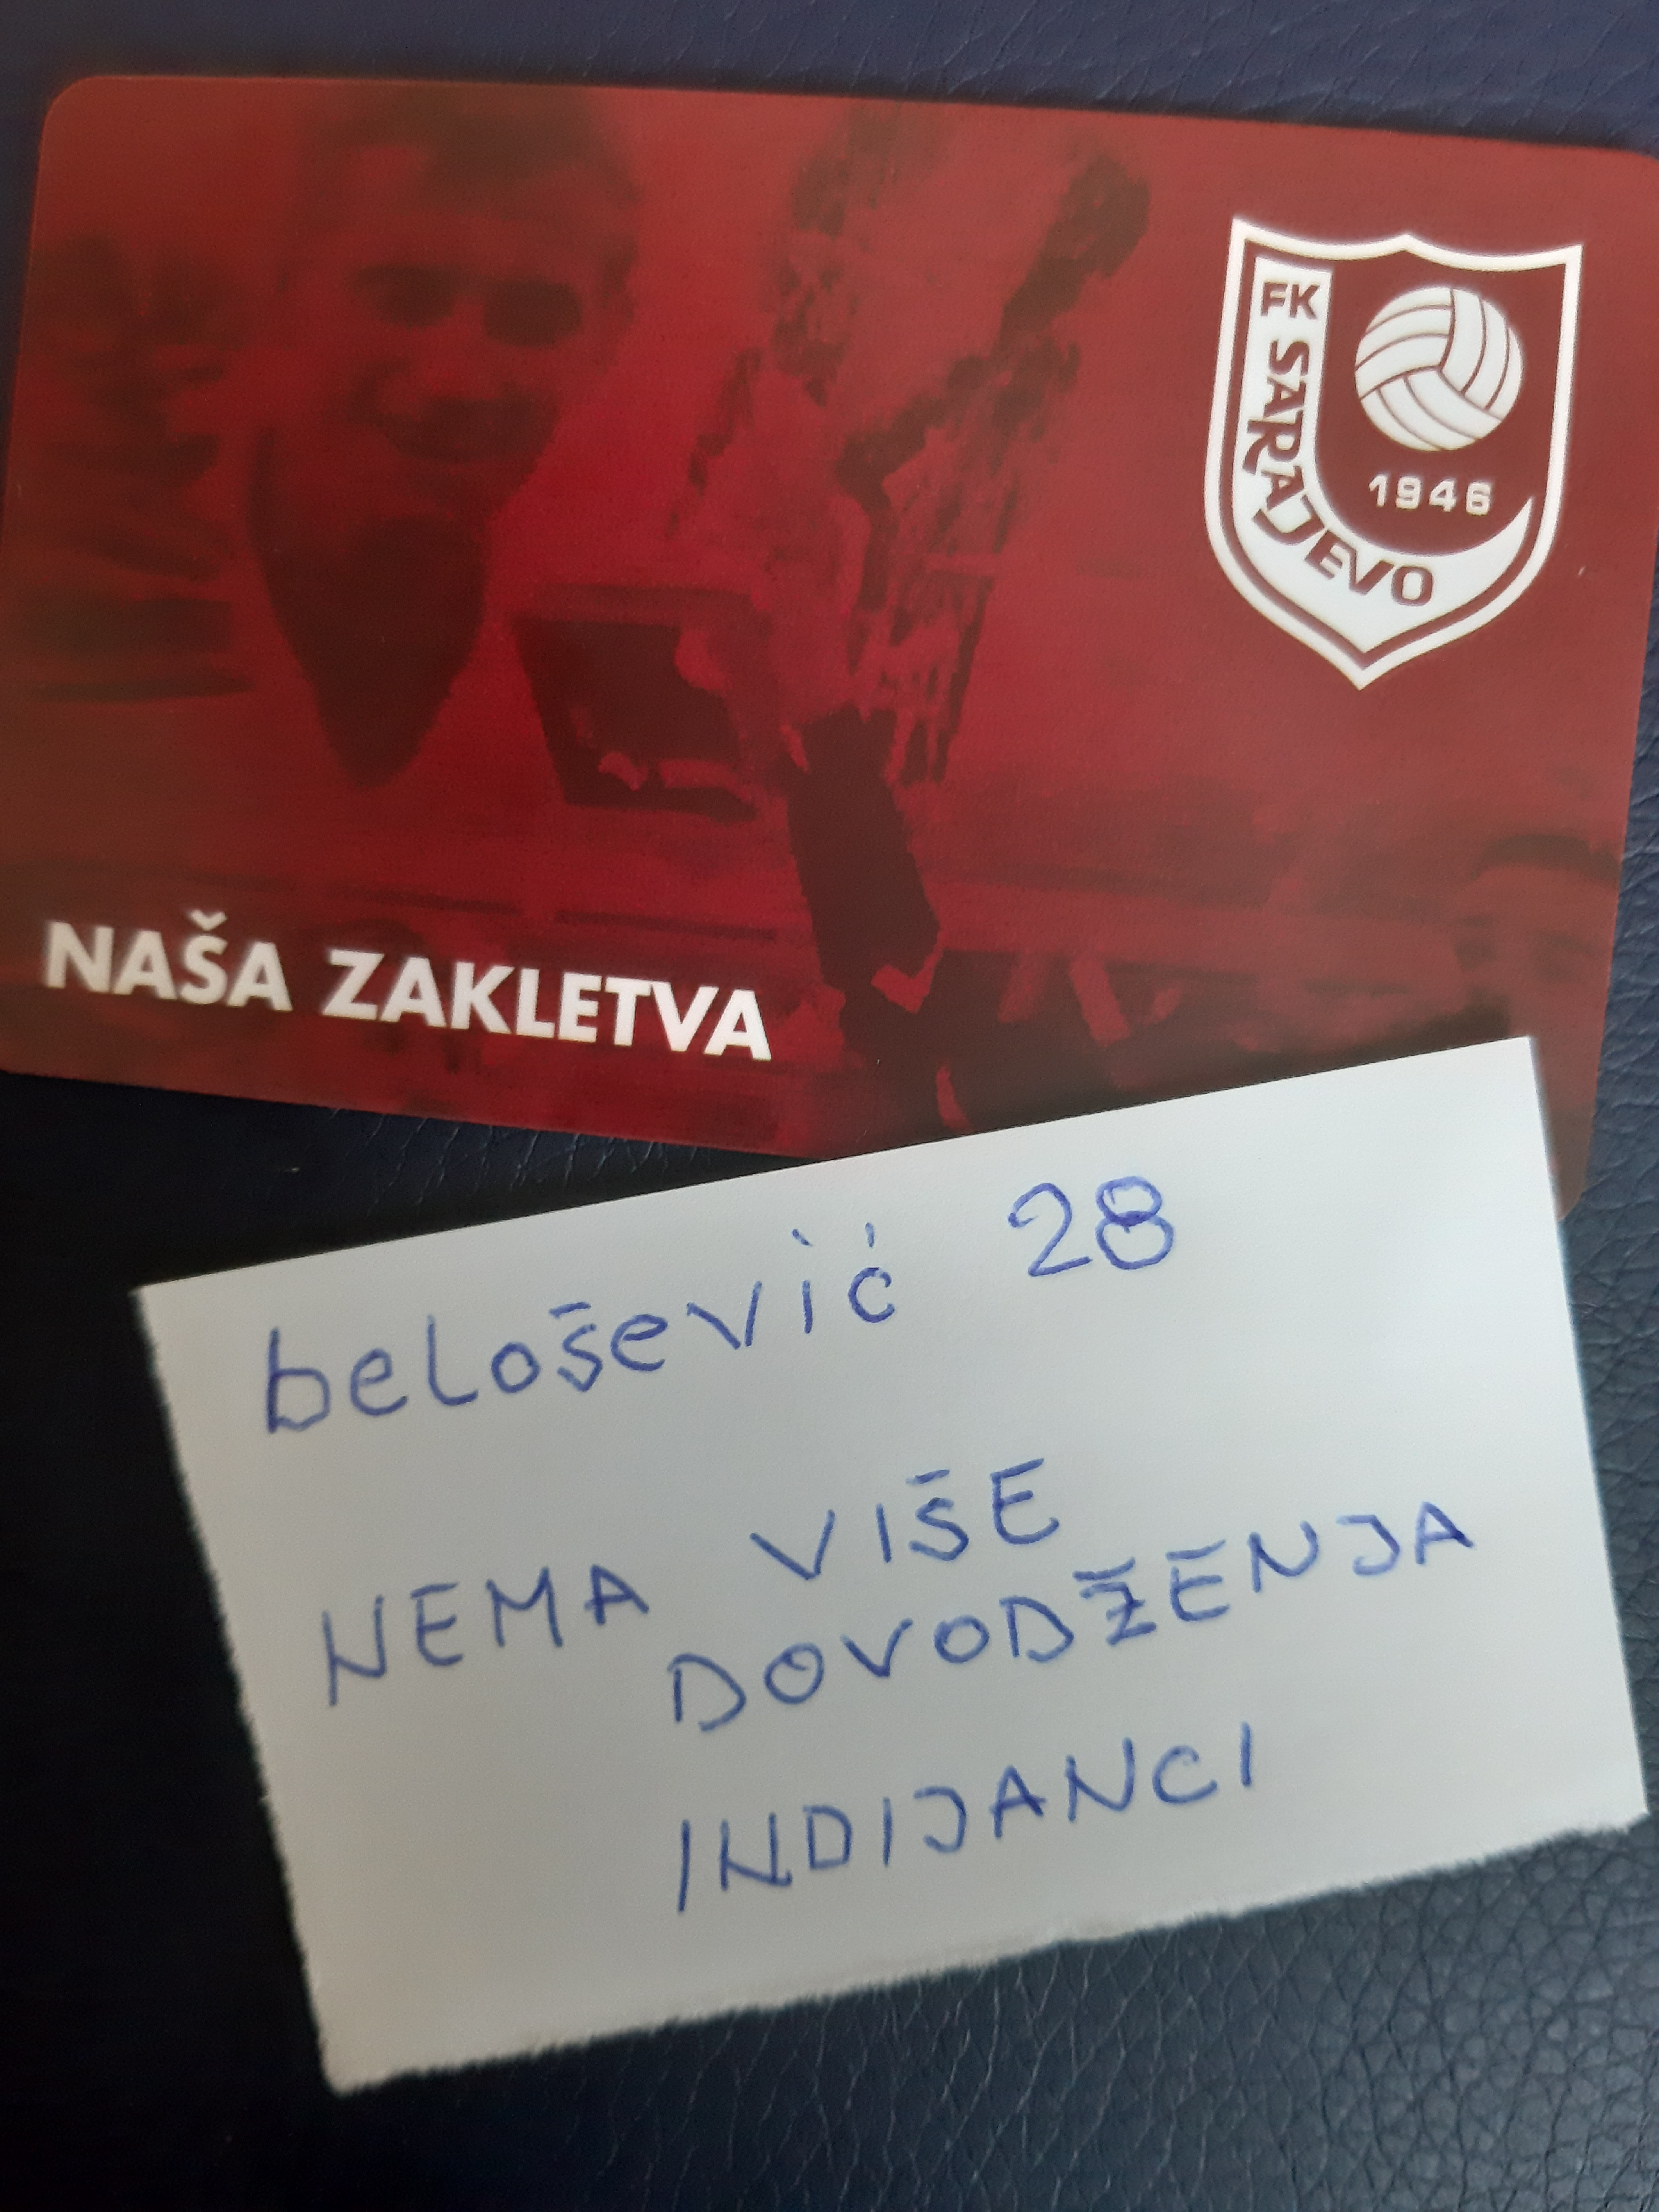 FK SARAJEVO
1946
NAŠA ZAKLETVA
belošević 28
NEMA VIŠE
DOVODŽENJA
INDIJANCI